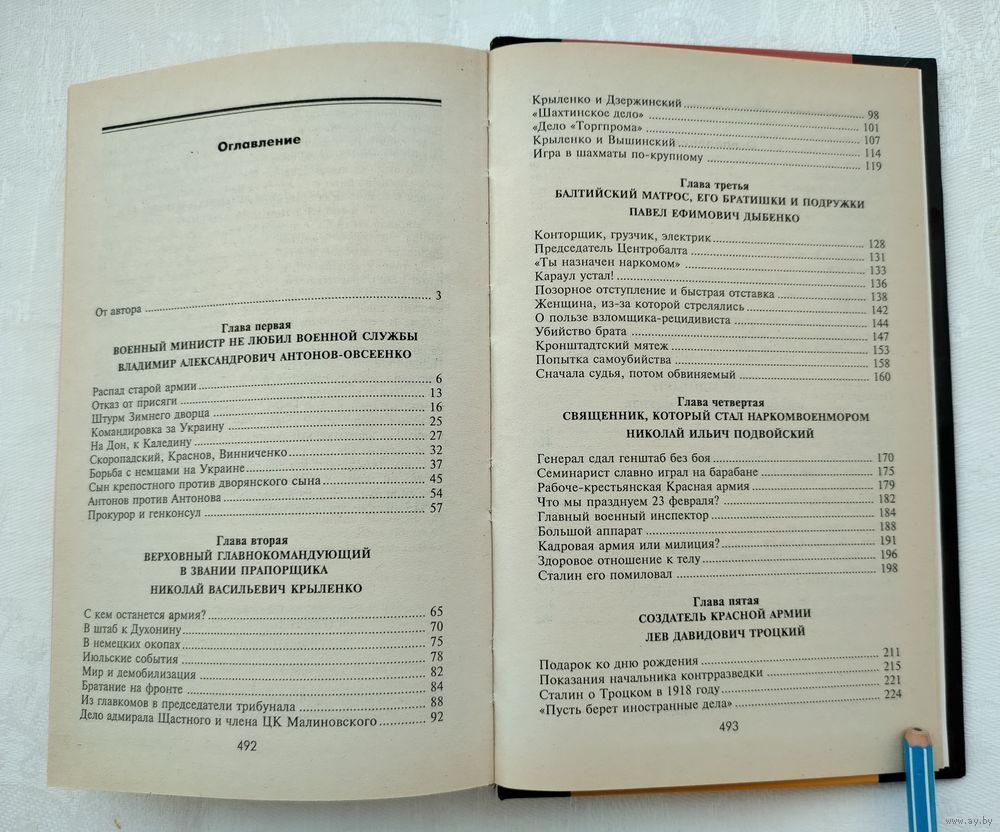 Оглавление
От автора 3
Глава первая
ВОЕННЫЙ МИНИСТР НЕ ЛЮБИЛ ВОЕННОЙ СЛУЖБЫ
ВЛАДИМИР АЛЕКСАНДРОВИЧ АНТОНОВ-ОВСЕЕНКО
Распад старой армии 6
Отказ от присяги 13
Штурм Зимнего дворца 16
Командировка за Украину 25
На Дон, к Каледину 27
Скоропадский, Краснов, Винниченко 32
Борьба с немцами на Украине 37
Сын крепостного против дворянского сына 45
Антонов против Антонова 54
Прокурор и генконсул 57
Глава вторая
ВЕРХОВНЫЙ ГЛАВНОКОМАНДУЮЩИЙ
В ЗВАНИИ ПРАПОРЩИКА
НИКОЛАЙ ВАСИЛЬЕВИЧ КРЫЛЕНКО
С кем останется армия? 65
В штаб к Духонину 70
В немецких окопах 75
Июльские события 78
Мир и демобилизация 82
Братание на фронте 84
Из главкомов в председатели трибунала 88
Дело адмирала Щастного и члена ЦК Малиновского 92
492
Крыленко и Дзержинский 98
«Шахтинское дело» 101
«Дело «Торгпрома» 107
Крыленко и Вышинский 114
Игра в шахматы по-крупному 119
Глава третья
БАЛТИЙСКИЙ МАТРОС, ЕГО БРАТИШКИ И ПОДРУЖКИ
ПАВЕЛ ЕФИМОВИЧ ДЫБЕНКО
Конторщик, грузчик, электрик 128
Председатель Центробалта 131
«Ты назначен наркомом» 133
Караул устал! 136
Позорное отступление и быстрая отставка 138
Женщина, из-за которой стрелялись 142
О пользе взломщика-рецидивиста 144
Убийство брата 147
Кронштадтский мятеж 153
Попытка самоубийства 158
Сначала судья, потом обвиняемый 160
Глава четвертая
СВЯЩЕННИК, КОТОРЫЙ СТАЛ НАРКОМВОЕНМОРОМ
НИКОЛАЙ ИЛЬИЧ ПОДВОЙСКИЙ
Генерал сдал генштаб без боя 170
Семинарист славно играл на барабане 175
Рабоче-крестьянская Красная армия 179
Что мы празднуем 23 февраля? 182
Главный военный инспектор 184
Большой аппарат 188
Кадровая армия или милиция? 191
Здоровое отношение к телу 196
Сталин его помиловал 198
Глава пятая
СОЗДАТЕЛЬ КРАСНОЙ АРМИИ
ЛЕВ ДАВИДОВИЧ ТРОЦКИЙ
Подарок ко дню рождения 211
Показания начальника контрразведки 215
Сталин о Троцком в 1918 году 221
«Пусть берет иностранные дела» 224
493
www.ay.by